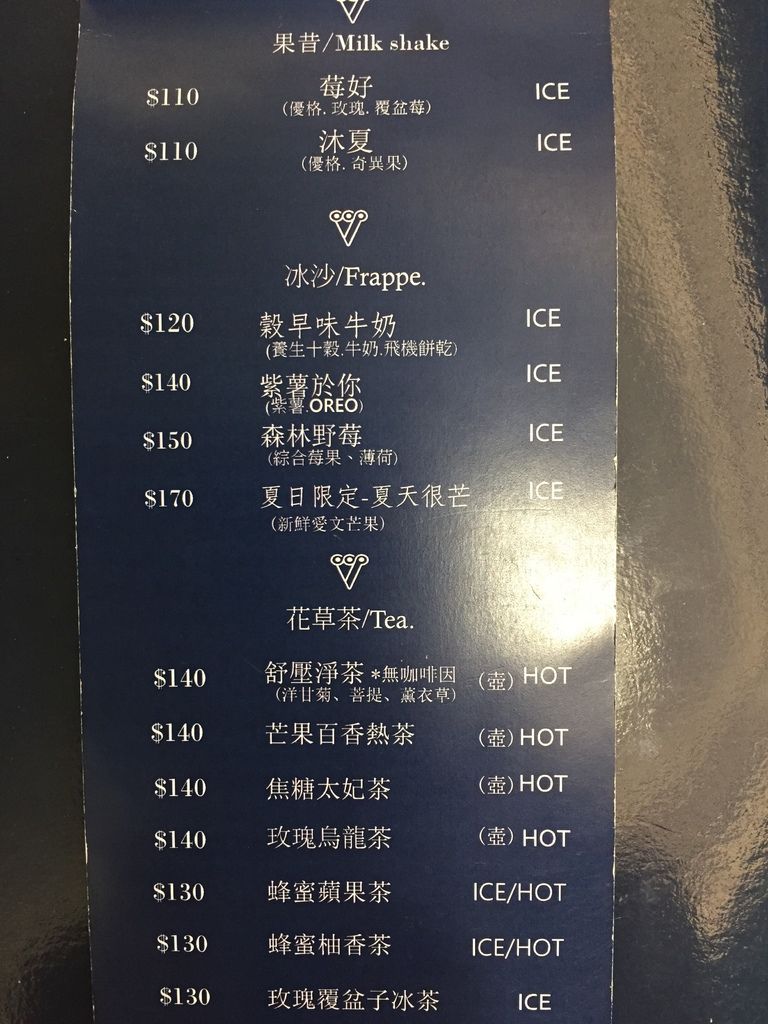 果昔/Milk shake
$110 莓好 ICE
(優格. 玫瑰. 覆盆莓)
$110 沐夏 ICE
(優格. 奇異果)
冰沙/Frappe.
$120 穀早味牛奶 ICE
(養生十穀.牛奶.飛機餅乾)
$140 紫薯於你 ICE
(紫薯.OREO)
$150 森林野莓 ICE
(綜合莓果、薄荷)
$170 夏日限定-夏天很芒 ICE
(新鮮愛文芒果)
花草茶/Tea.
$140 舒壓淨茶 *無咖啡因 (壺) HOT
(洋甘菊、菩提、薰衣草)
$140 芒果百香熱茶 (壺) HOT
$140 焦糖太妃茶 (壺) HOT
$140 玫瑰烏龍茶 (壺) HOT
$130 蜂蜜蘋果茶 ICE/HOT
$130 蜂蜜柚香茶 ICE/HOT
$130 玫瑰覆盆子冰茶 ICE